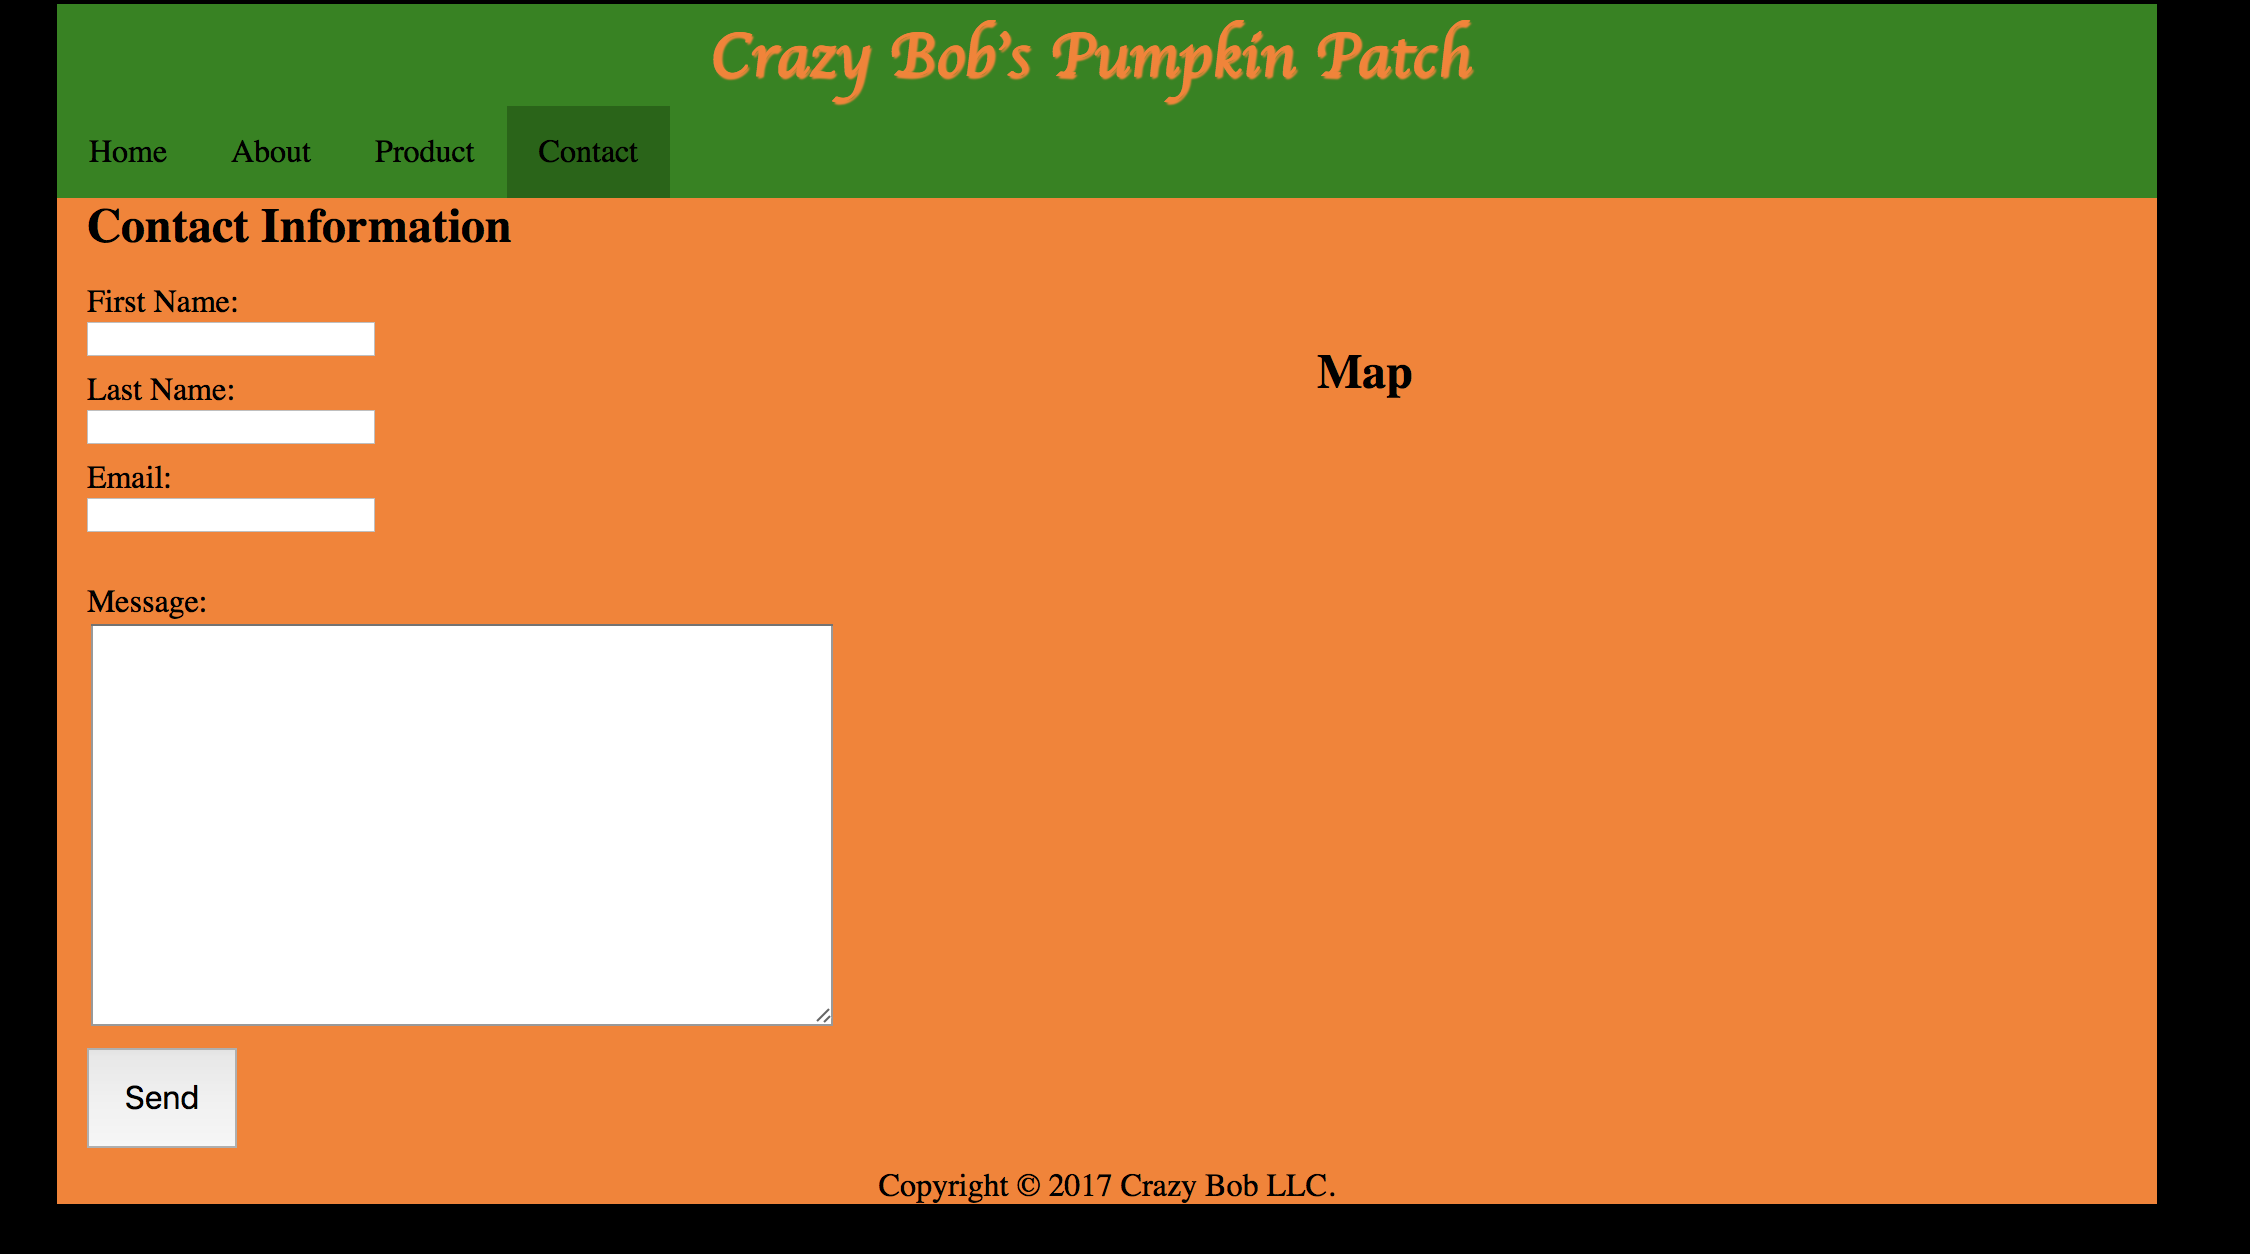 Crazy Bob's Pumpkin Patch
Home About Product Contact
Contact Information
First Name:
Last Name:
Email:
Message:
Send
Map
Copyright © 2017 Crazy Bob LLC.